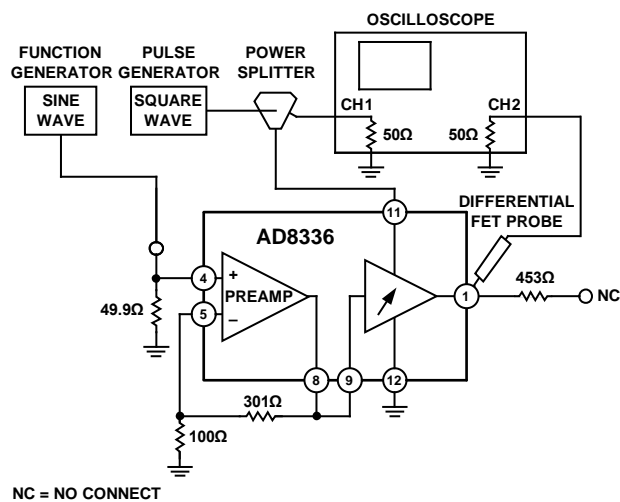 OSCILLOSCOPE
FUNCTION
GENERATOR
PULSE
GENERATOR
POWER
SPLITTER
SINE
WAVE
SQUARE
WAVE
CH1
CH2
50Ω
50Ω
DIFFERENTIAL
FET PROBE
11
AD8336
453Ω
4
+
PREAMP
1
NC
49.9Ω
5
–
8
9
12
301Ω
100Ω
NC = NO CONNECT